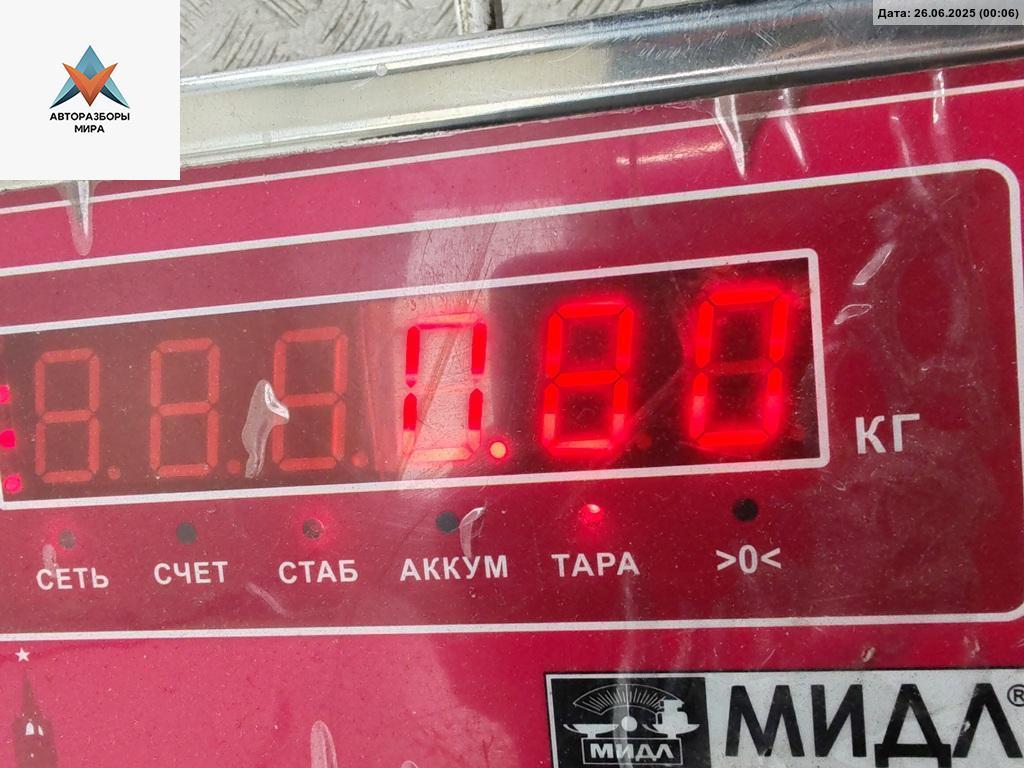 Дата: 26.06.2025 (00:06)
АВТОРАЗБОРЫ
МИРА
0.80
КГ
СЕТЬ СЧЕТ СТАБ АККУМ ТАРА >0<
МИДЛ
МИДЛ®